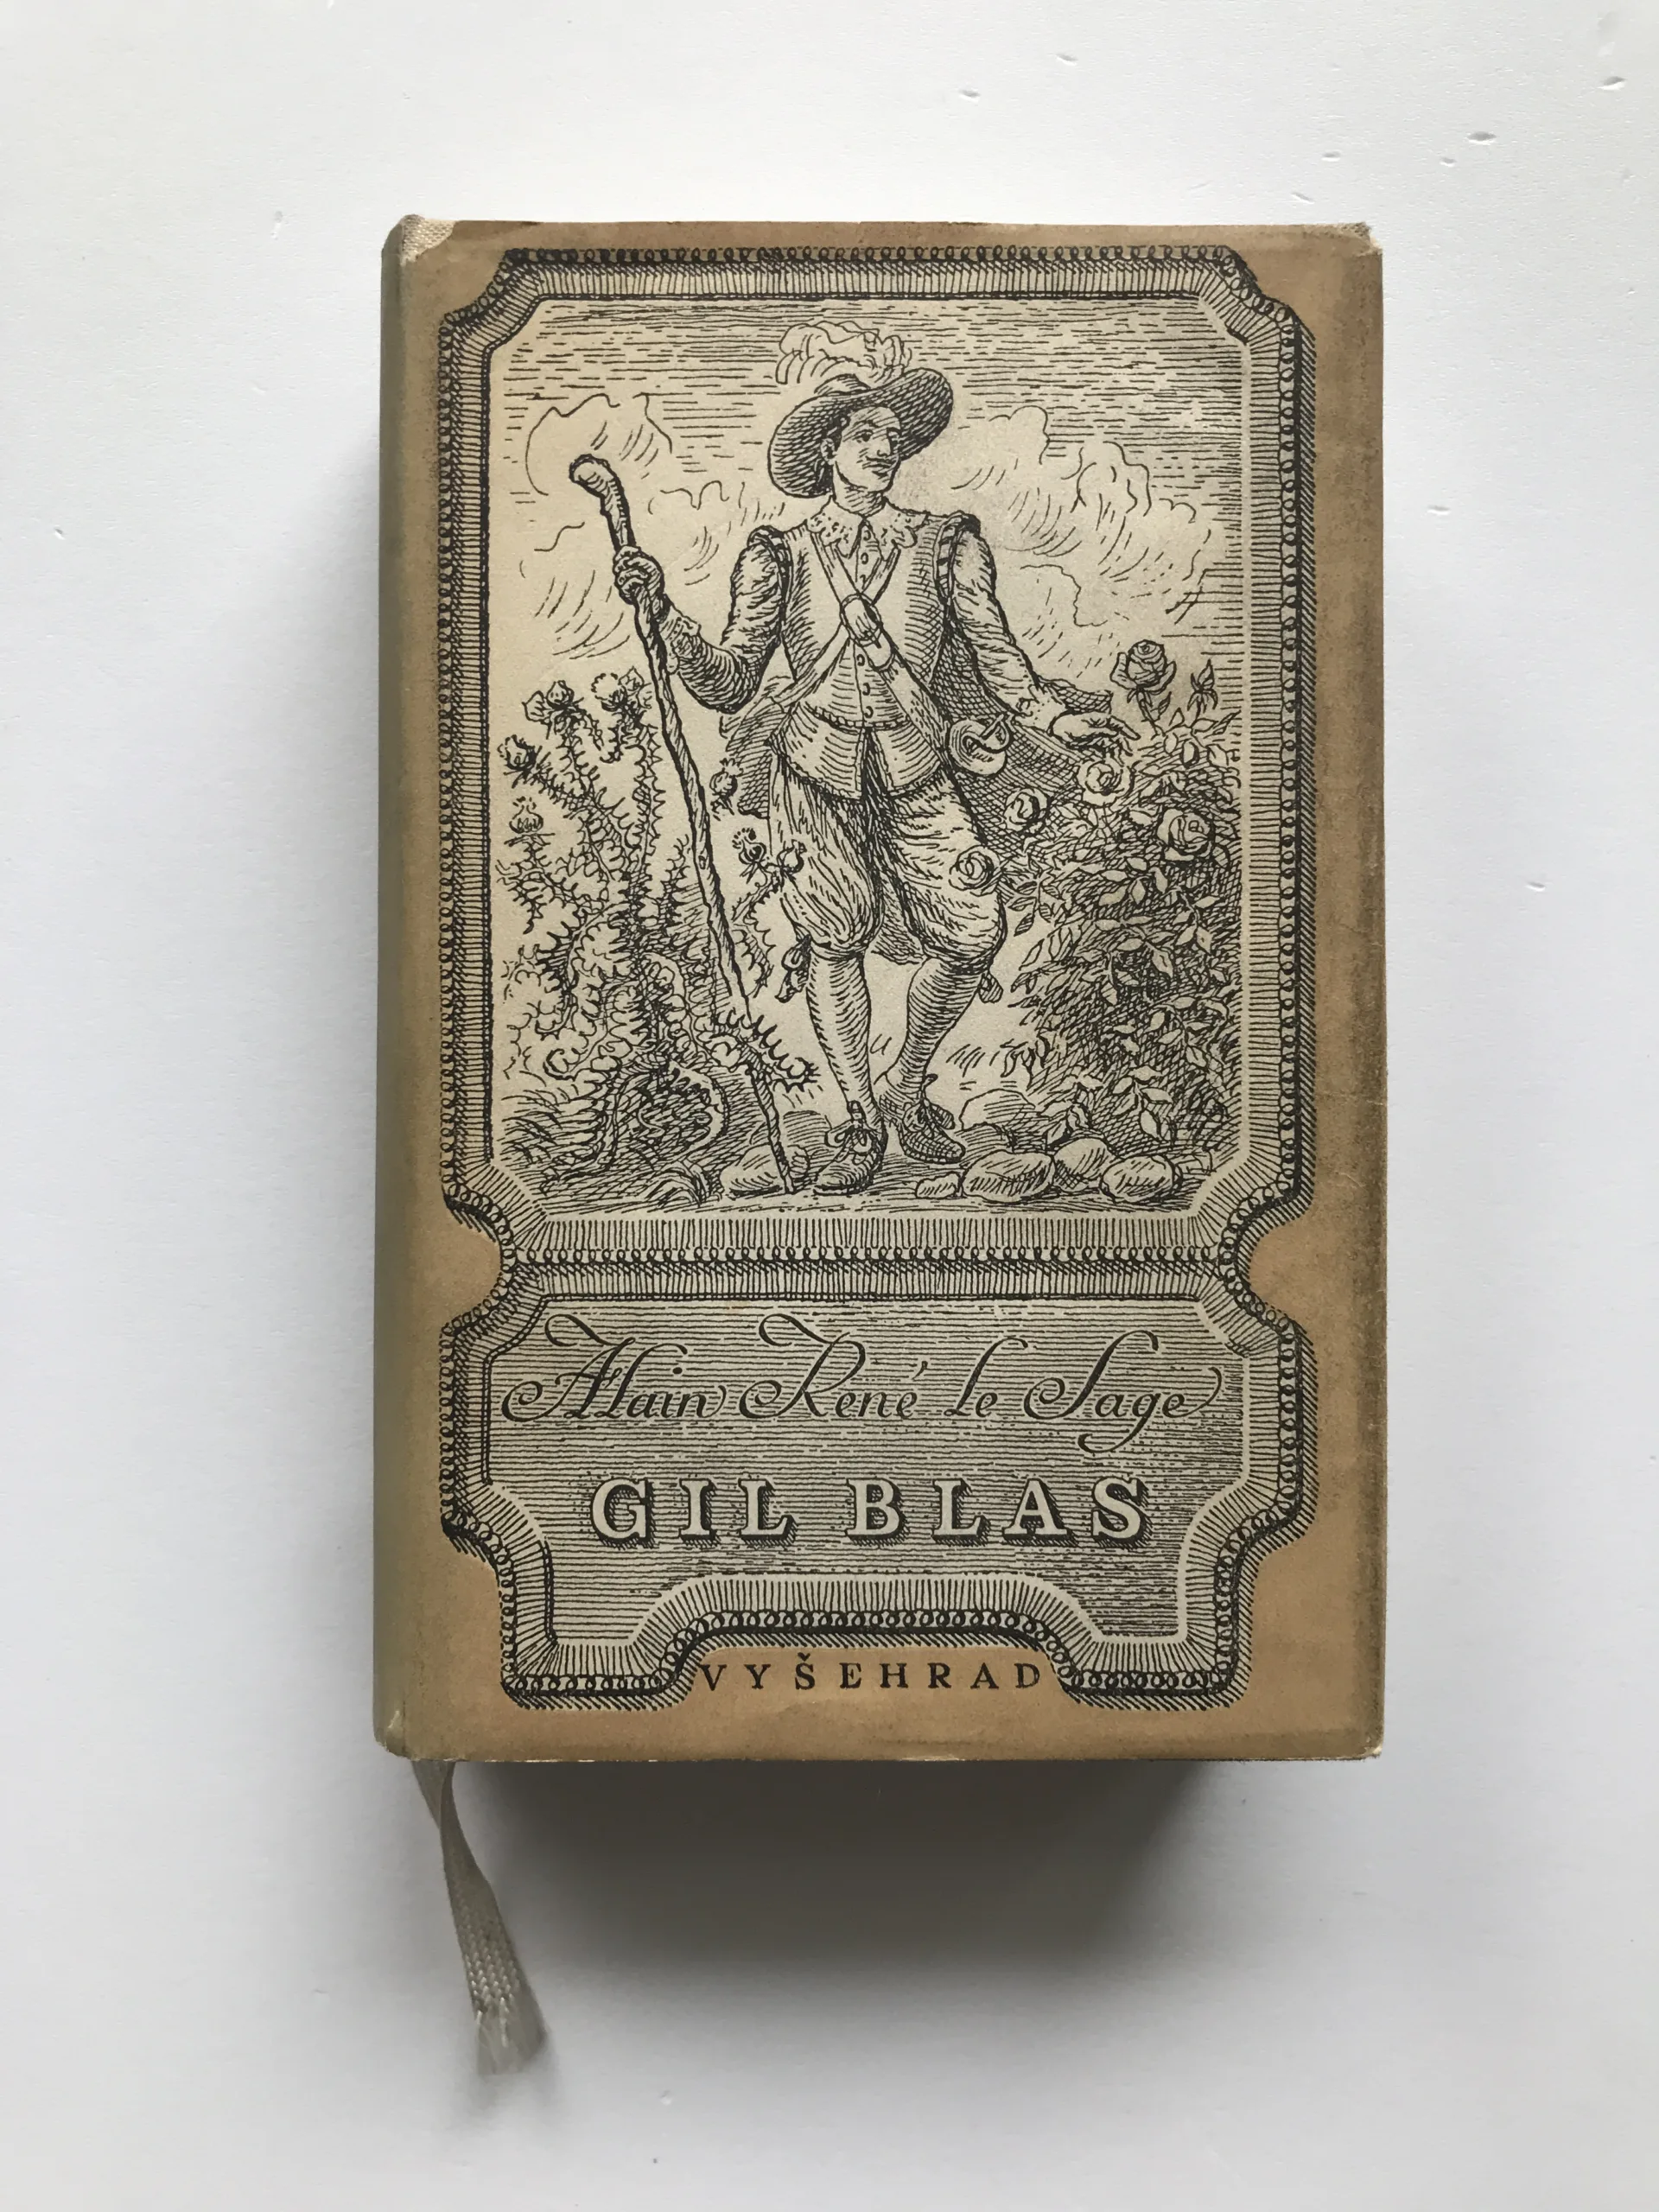 Alain René le Sage
GIL BLAS
VYŠEHRAD